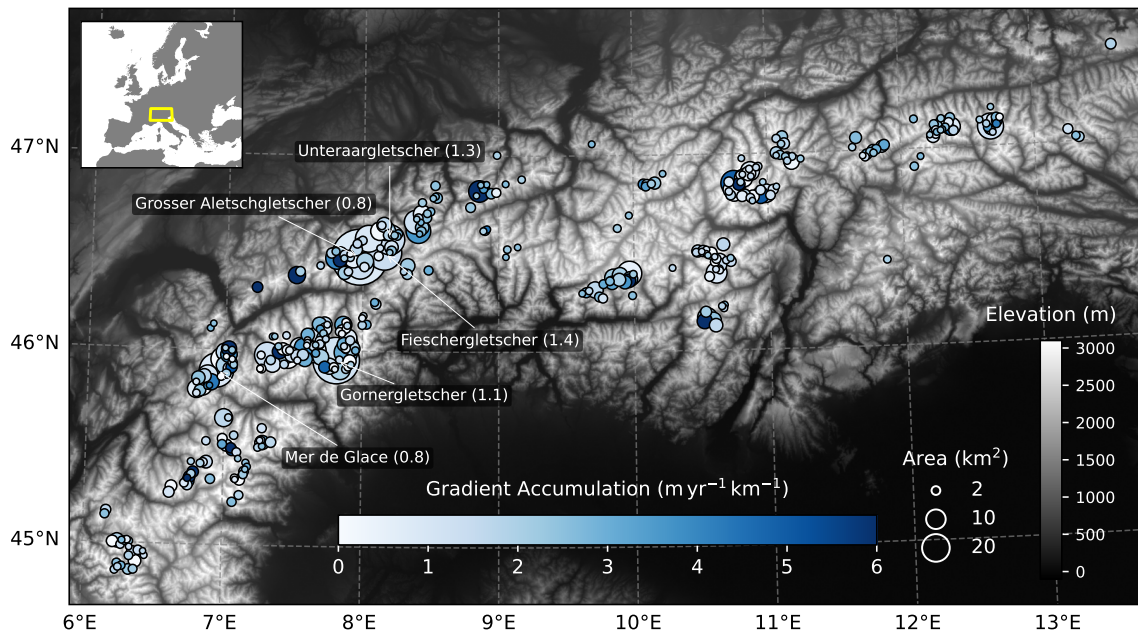 47°N
46°N
45°N
Unteraargletscher (1.3)
Grosser Aletschgletscher (0.8)
Fieschergletscher (1.4)
Gornergletscher (1.1)
Mer de Glace (0.8)
Elevation (m)
3000
2500
2000
1500
1000
500
0
Area (km²)
2
10
20
Gradient Accumulation (m yr⁻¹ km⁻¹)
0 1 2 3 4 5 6
6°E 7°E 8°E 9°E 10°E 11°E 12°E 13°E